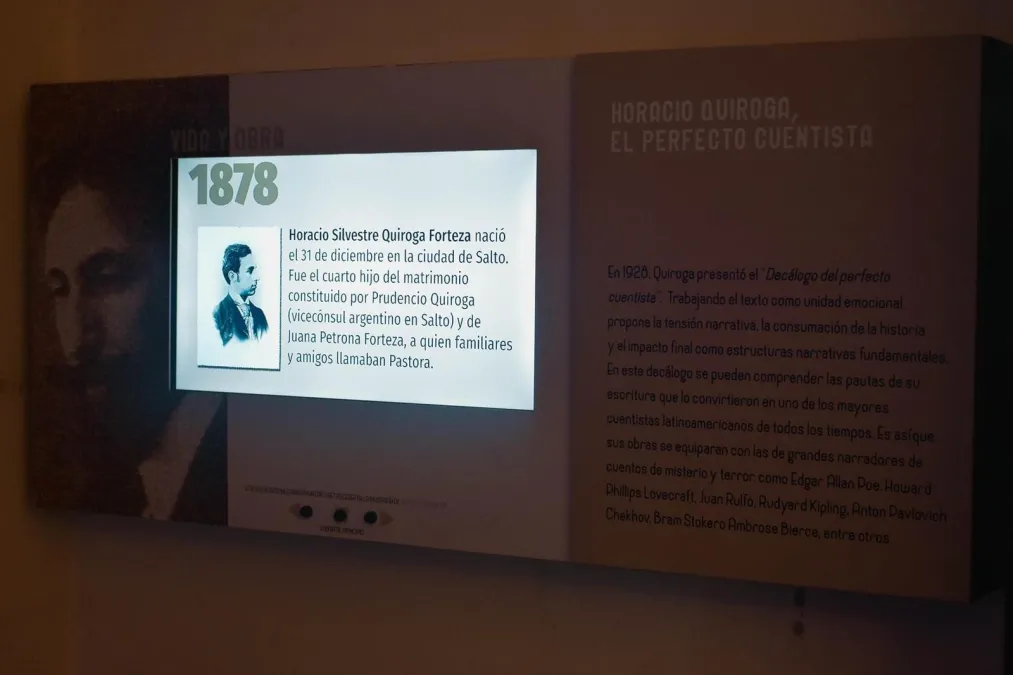 VIDA Y OBRA
1878
Horacio Silvestre Quiroga Forteza nació
el 31 de diciembre en la ciudad de Salto.
Fue el cuarto hijo del matrimonio
constituido por Prudencio Quiroga
(vicecónsul argentino en Salto) y de
Juana Petrona Forteza, a quien familiares
y amigos llamaban Pastora.
HORACIO QUIROGA,
EL PERFECTO CUENTISTA
En 1928, Quiroga presentó el "Decálogo del perfecto
cuentista". Trabajando el texto como unidad emocional
propone la tensión narrativa, la consumación de la historia
y el impacto final como estructuras narrativas fundamentales.
En este decálogo se pueden comprender las pautas de su
escritura que lo convirtieron en uno de los mayores
cuentistas latinoamericanos de todos los tiempos. Es así que
sus obras se equiparan con las de grandes narradores de
cuentos de misterio y terror como Edgar Allan Poe, Howard
Phillips Lovecraft, Juan Rulfo, Rudyard Kipling, Anton Pavlovich
Chekhov, Bram Stoker o Ambrose Bierce, entre otros.